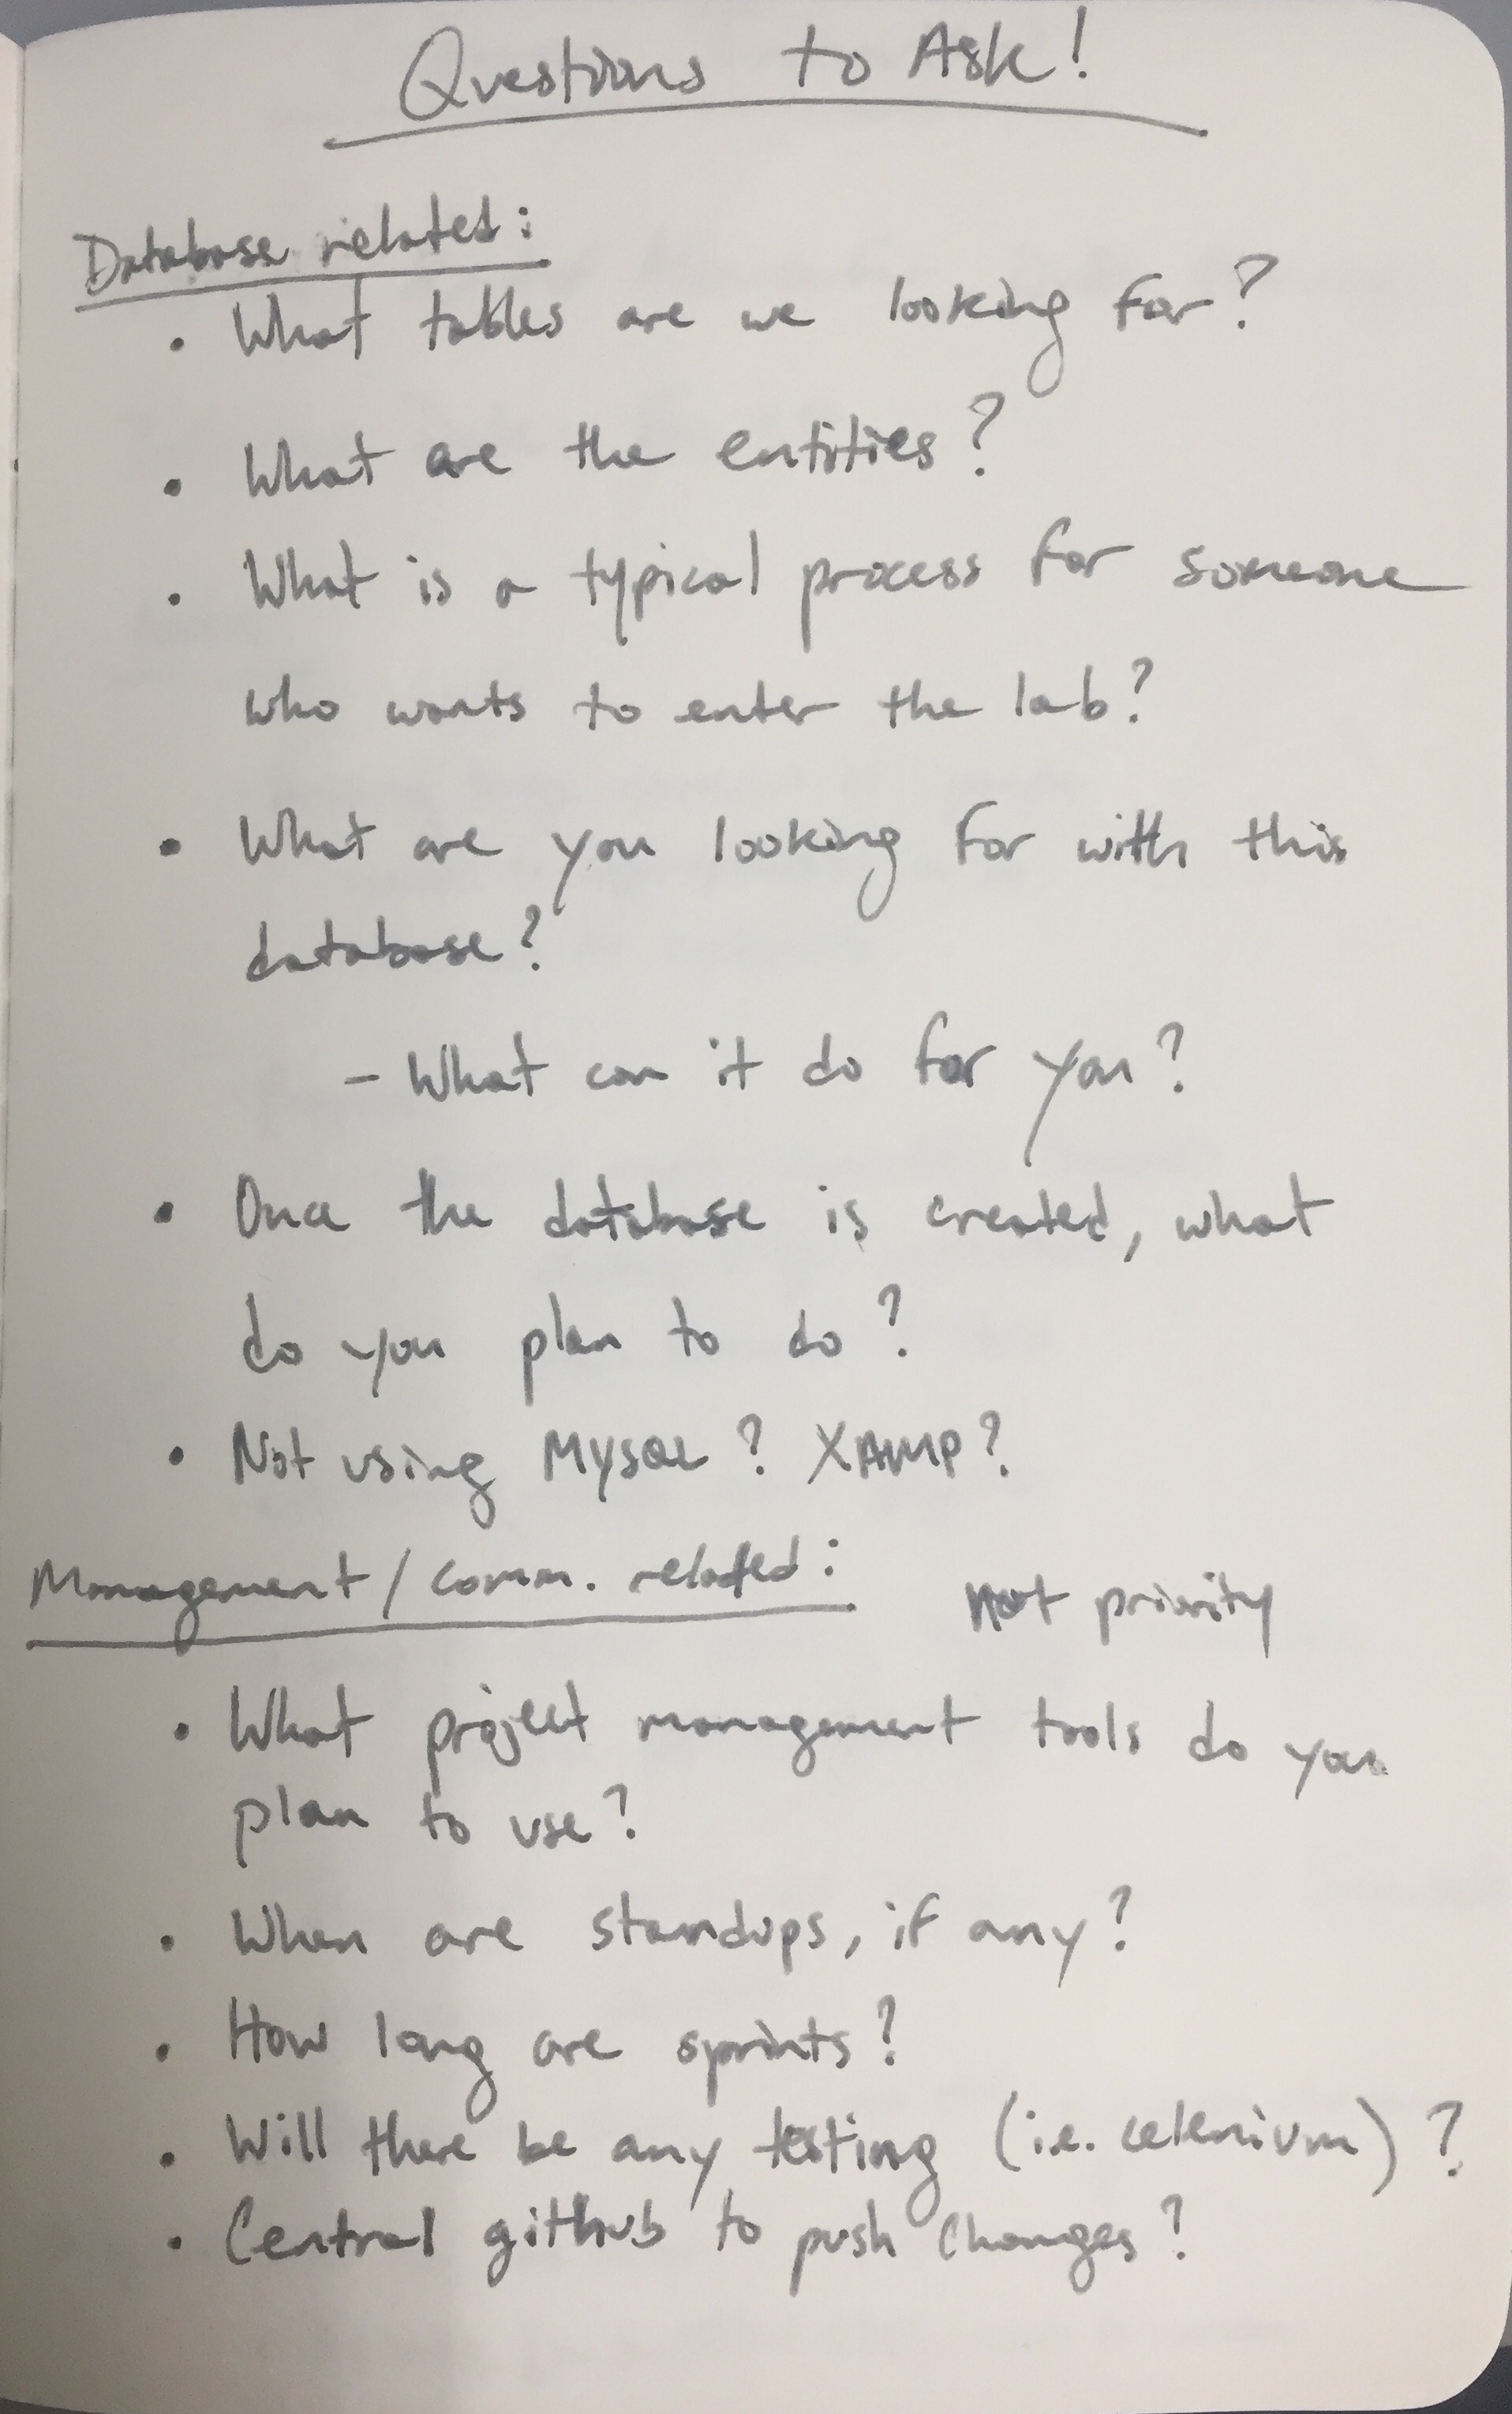 Questions to Ask!
Database related:
• What tables are we looking for?
• What are the entities?
• What is a typical process for someone
who wants to enter the lab?
• What are you looking for with this
database?
- What can it do for you?
• Once the database is created, what
do you plan to do?
• Not using MySQL? XAMP?
Management/comm. related: not priority
• What project management tools do you
plan to use?
• When are standups, if any?
• How long are sprints?
• Will there be any testing (i.e. celenium)?
• Central github to push changes?